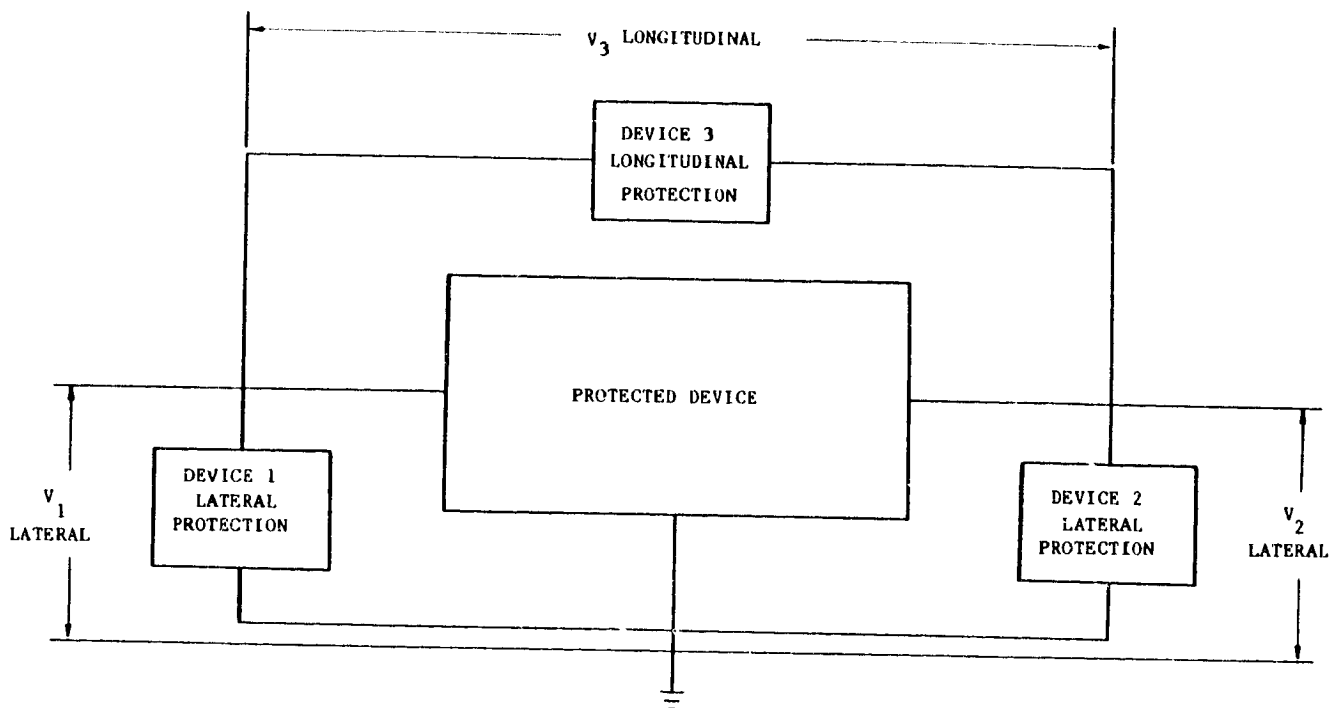 V3 LONGITUDINAL
DEVICE 3
LONGITUDINAL
PROTECTION
PROTECTED DEVICE
DEVICE 1
LATERAL
PROTECTION
V1
LATERAL
DEVICE 2
LATERAL
PROTECTION
V2
LATERAL